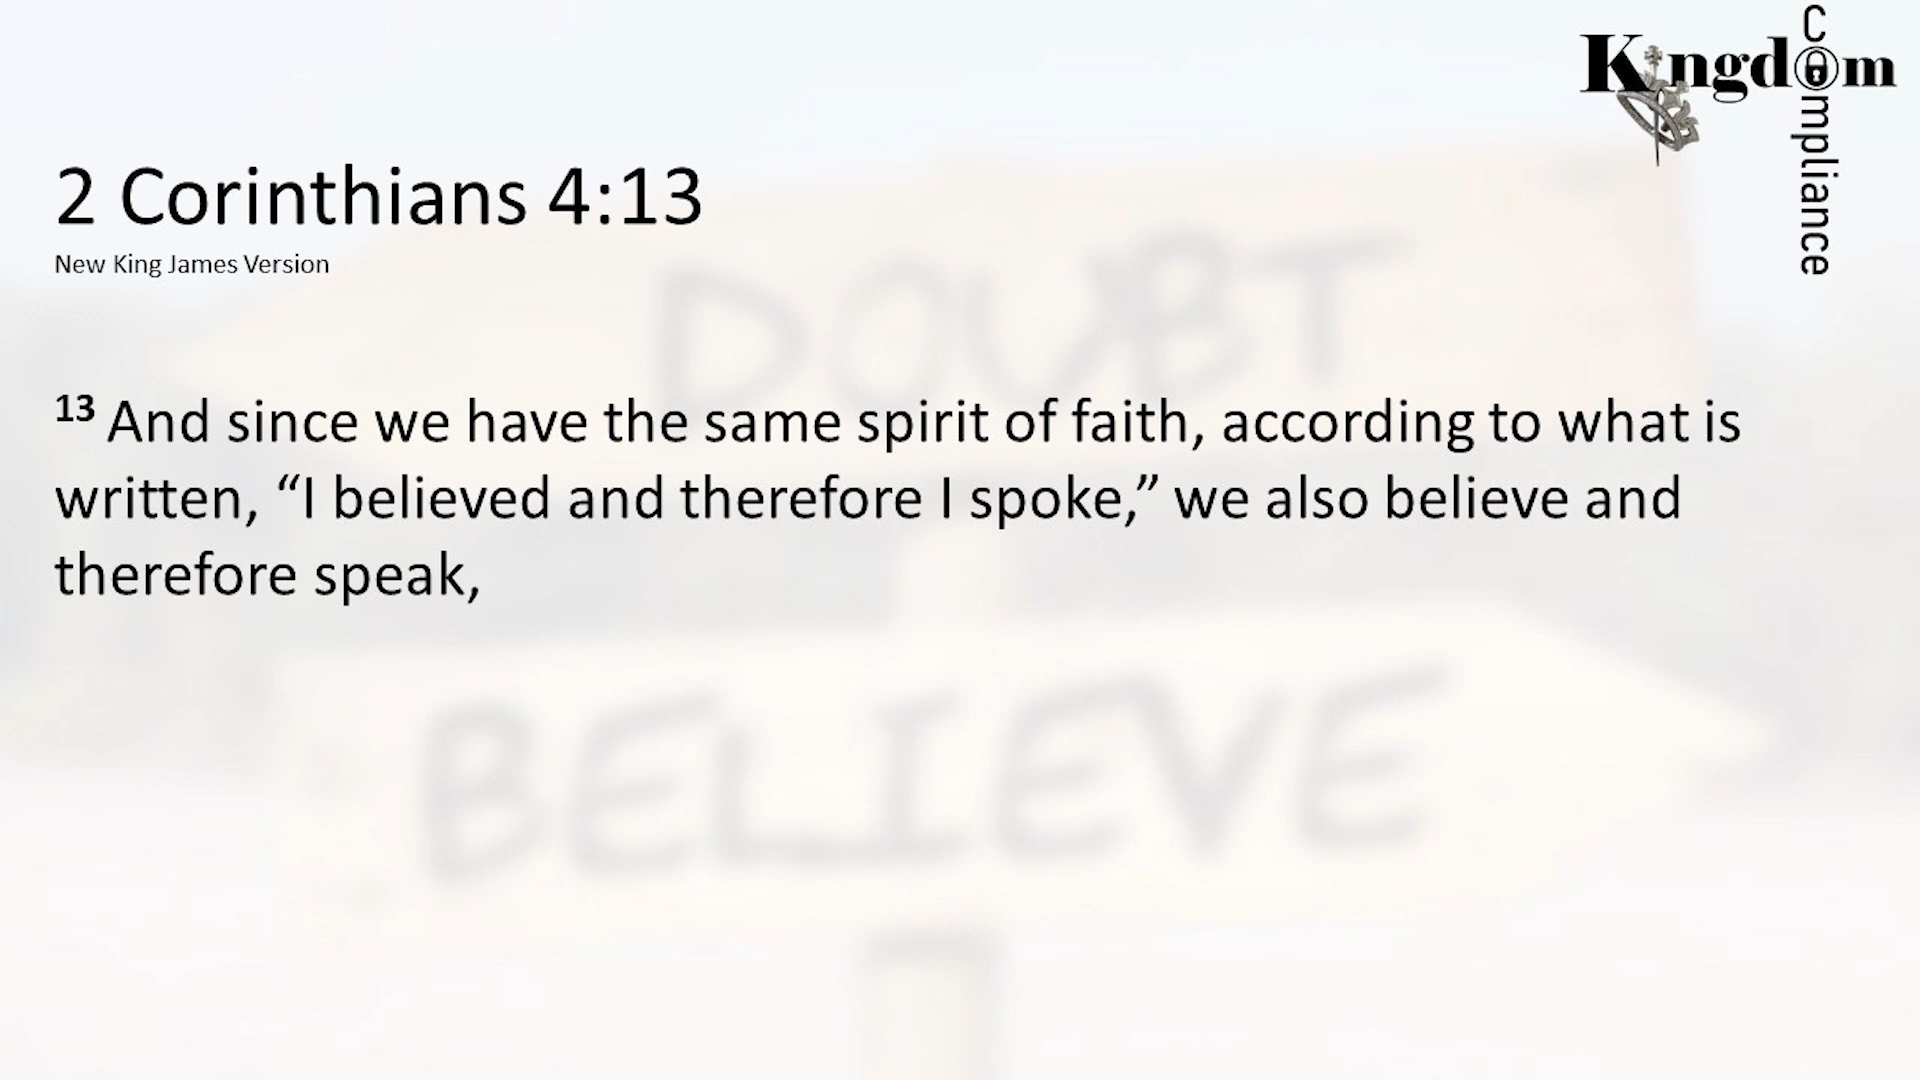 Kingdom
Compliance
2 Corinthians 4:13
New King James Version
DOUBT
13 And since we have the same spirit of faith, according to what is
written, “I believed and therefore I spoke,” we also believe and
therefore speak,
BELIEVE